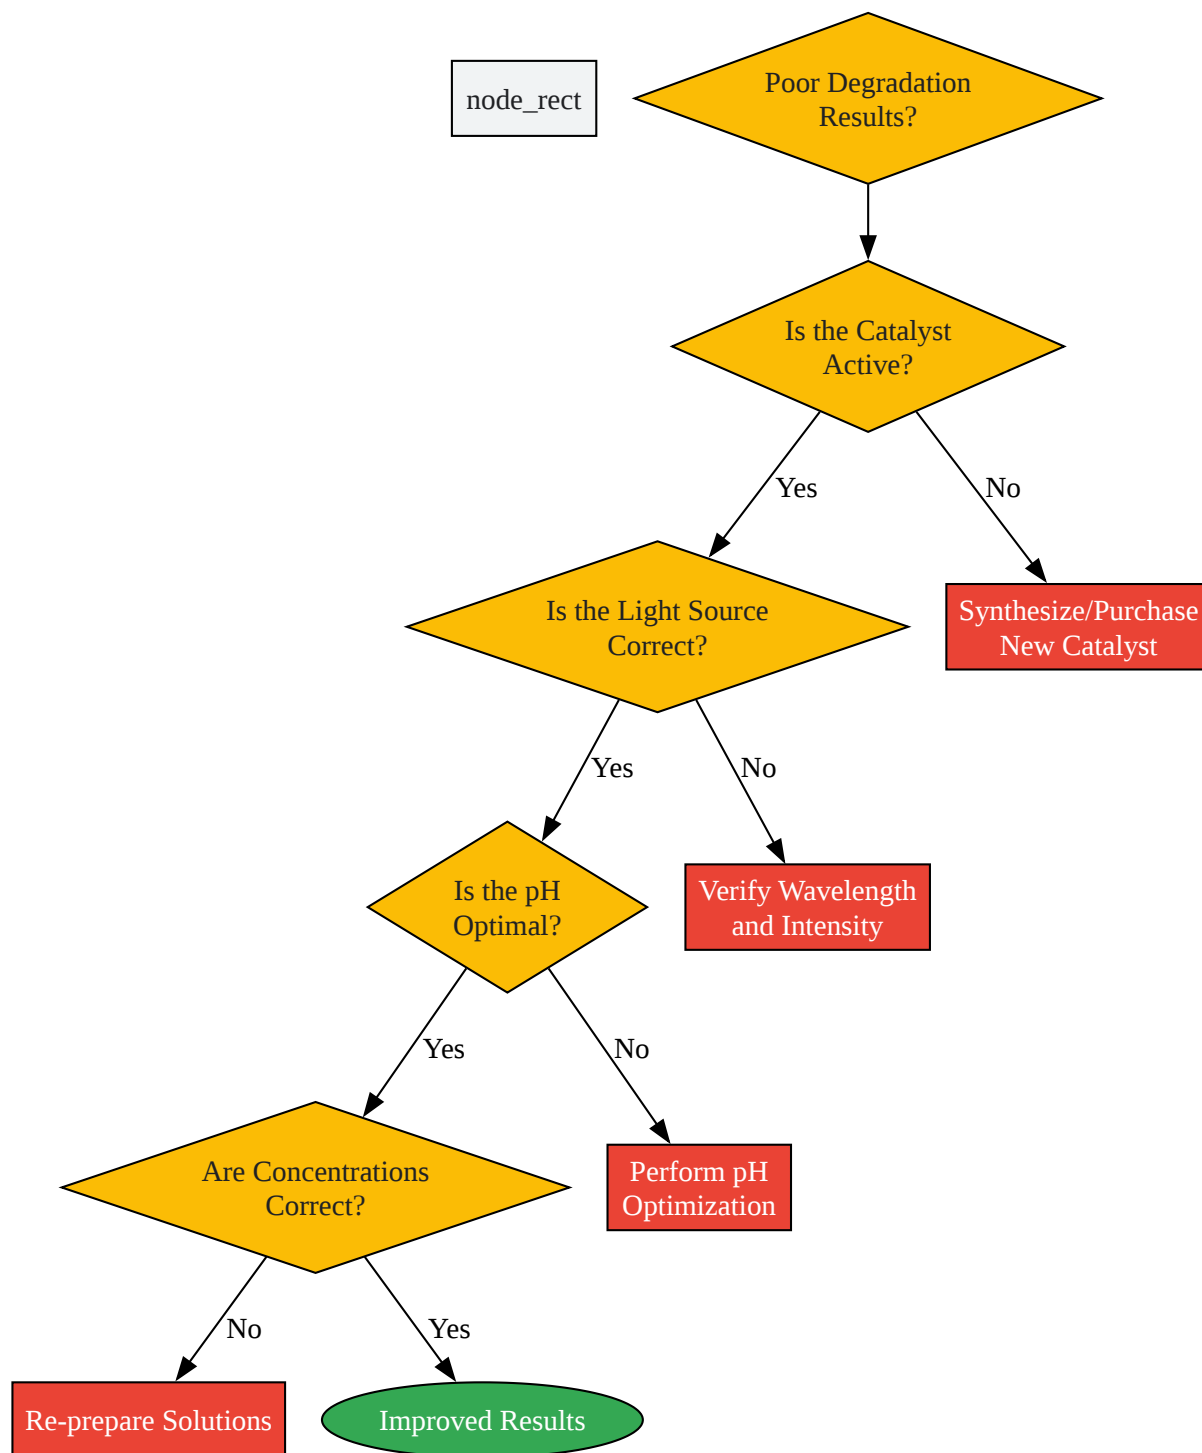 node_rect
Poor Degradation
Results?
Is the Catalyst
Active?
Yes
No
Is the Light Source
Correct?
Synthesize/Purchase
New Catalyst
Yes
No
Is the pH
Optimal?
Verify Wavelength
and Intensity
Yes
No
Are Concentrations
Correct?
Perform pH
Optimization
No
Yes
Re-prepare Solutions
Improved Results